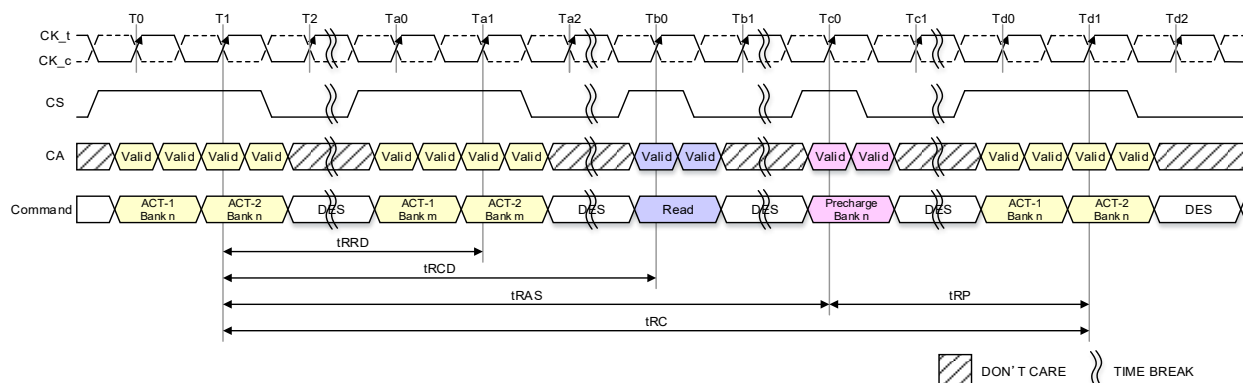 T0 T1 T2 Ta0 Ta1 Ta2 Tb0 Tb1 Tc0 Tc1 Td0 Td1 Td2
CK_t
CK_c
CS
CA Valid Valid Valid Valid Valid Valid Valid Valid Valid Valid Valid Valid Valid Valid Valid Valid
Command ACT-1 Bank n ACT-2 Bank n DES ACT-1 Bank m ACT-2 Bank m DES Read DES Precharge Bank n DES ACT-1 Bank n ACT-2 Bank n DES
tRRD
tRCD
tRAS tRP
tRC
DON'T CARE TIME BREAK